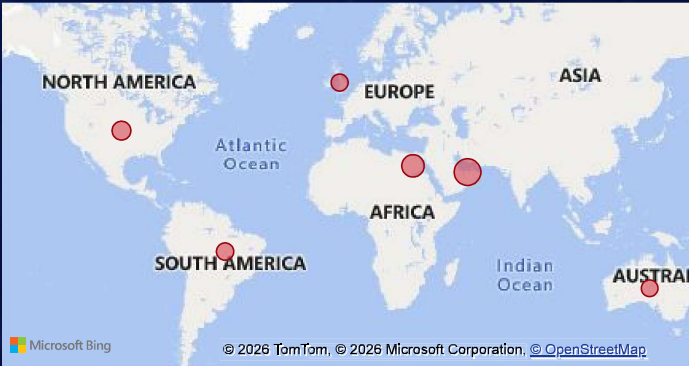 NORTH AMERICA
EUROPE
ASIA
Atlantic
Ocean
AFRICA
SOUTH AMERICA
Indian
Ocean
AUSTRAL
Microsoft Bing
© 2026 TomTom, © 2026 Microsoft Corporation, © OpenStreetMap